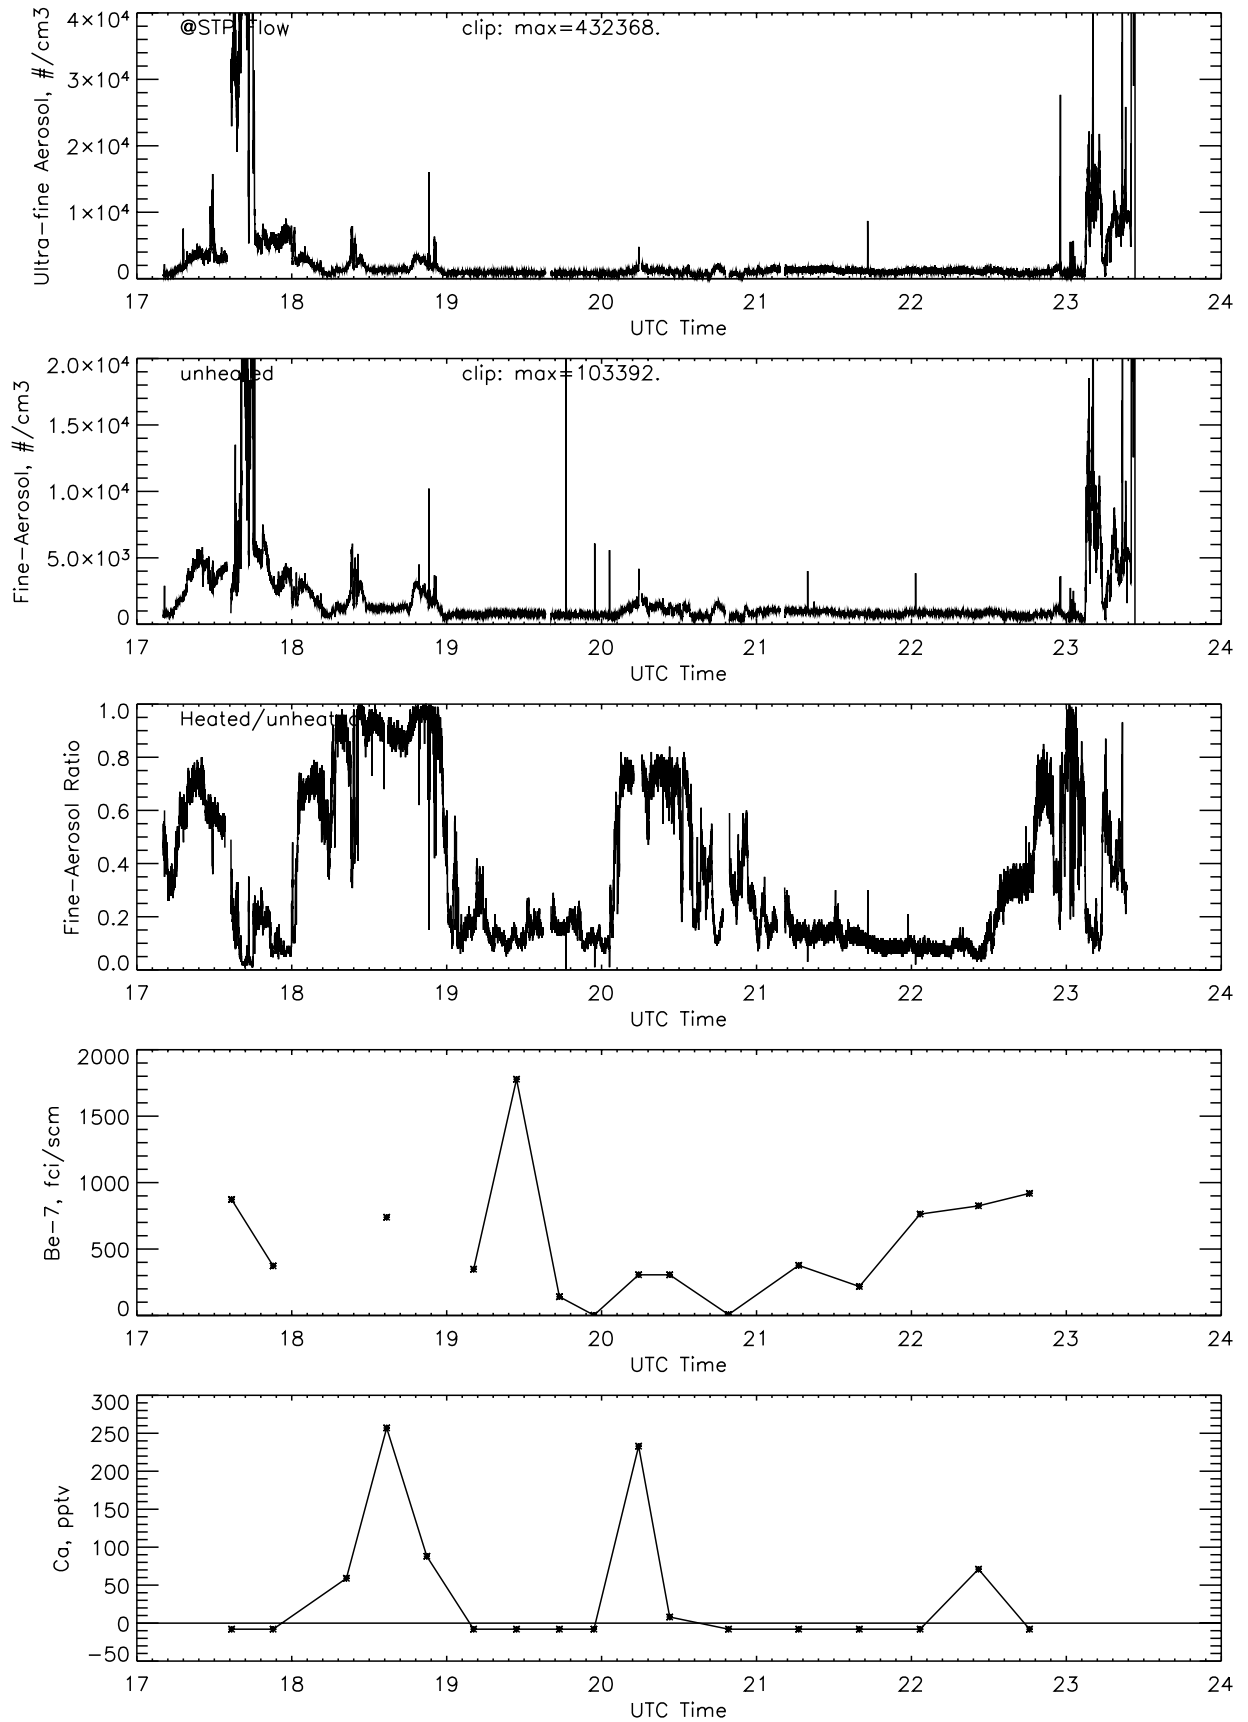 @STP, flow clip: max=432368.
Ultra-fine Aerosol, #/cm3
4×10⁴
3×10⁴
2×10⁴
1×10⁴
0
17 18 19 20 21 22 23 24
UTC Time
unheated clip: max=103392.
Fine-Aerosol, #/cm3
2.0×10⁴
1.5×10⁴
1.0×10⁴
5.0×10³
0
17 18 19 20 21 22 23 24
UTC Time
Heated/unheated
Fine-Aerosol Ratio
1.0
0.8
0.6
0.4
0.2
0.0
17 18 19 20 21 22 23 24
UTC Time
Be-7, fci/scm
2000
1500
1000
500
0
17 18 19 20 21 22 23 24
UTC Time
Ca, pptv
300
250
200
150
100
50
0
-50
17 18 19 20 21 22 23 24
UTC Time